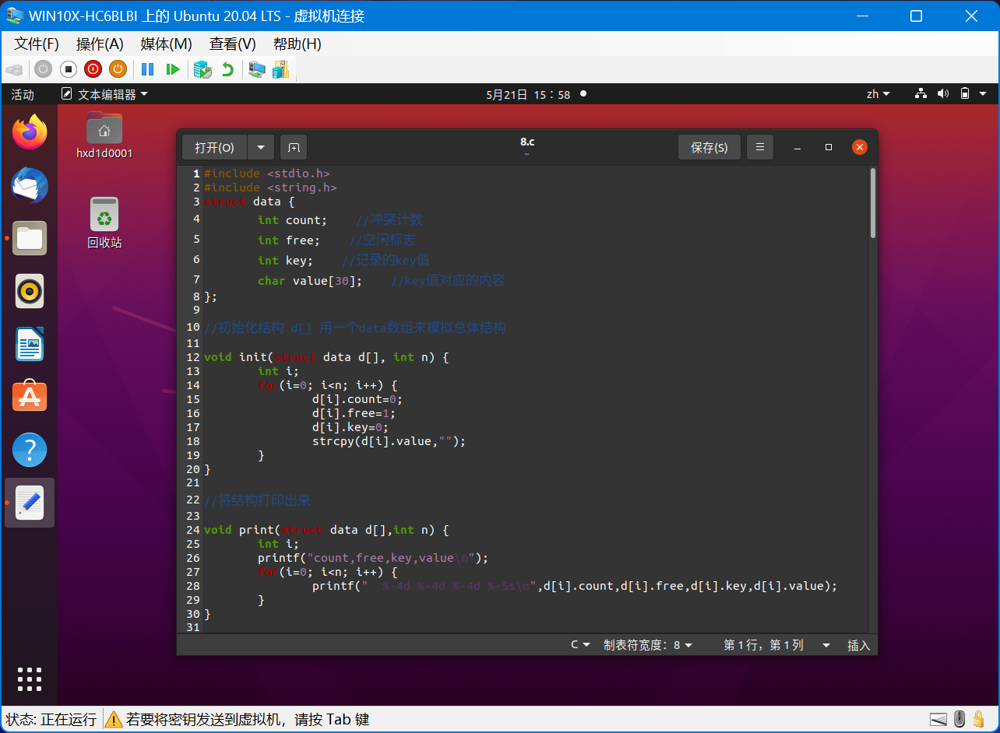 WIN10X-HC6BLBI 上的 Ubuntu 20.04 LTS - 虚拟机连接
文件(F) 操作(A) 媒体(M) 查看(V) 帮助(H)
活动 文本编辑器 5月21日 15：58 zh
hxd1d0001
回收站
打开(O) 8.c 保存(S)
~
1 #include <stdio.h>
2 #include <string.h>
3 struct data {
4 int count; //冲突计数
5 int free; //空闲标志
6 int key; //记录的key值
7 char value[30]; //key值对应的内容
8 };
9
10 //初始化结构 d[] 用一个data数组来模拟总体结构
11
12 void init(struct data d[], int n) {
13 int i;
14 for(i=0; i<n; i++) {
15 d[i].count=0;
16 d[i].free=1;
17 d[i].key=0;
18 strcpy(d[i].value,"");
19 }
20 }
21
22 //将结构打印出来
23
24 void print(struct data d[],int n) {
25 int i;
26 printf("count,free,key,value\n");
27 for(i=0; i<n; i++) {
28 printf("  %-4d %-4d %-4d %-5s\n",d[i].count,d[i].free,d[i].key,d[i].value);
29 }
30 }
31
C 制表符宽度：8 第 1 行，第 1 列 插入
状态: 正在运行 若要将密钥发送到虚拟机，请按 Tab 键